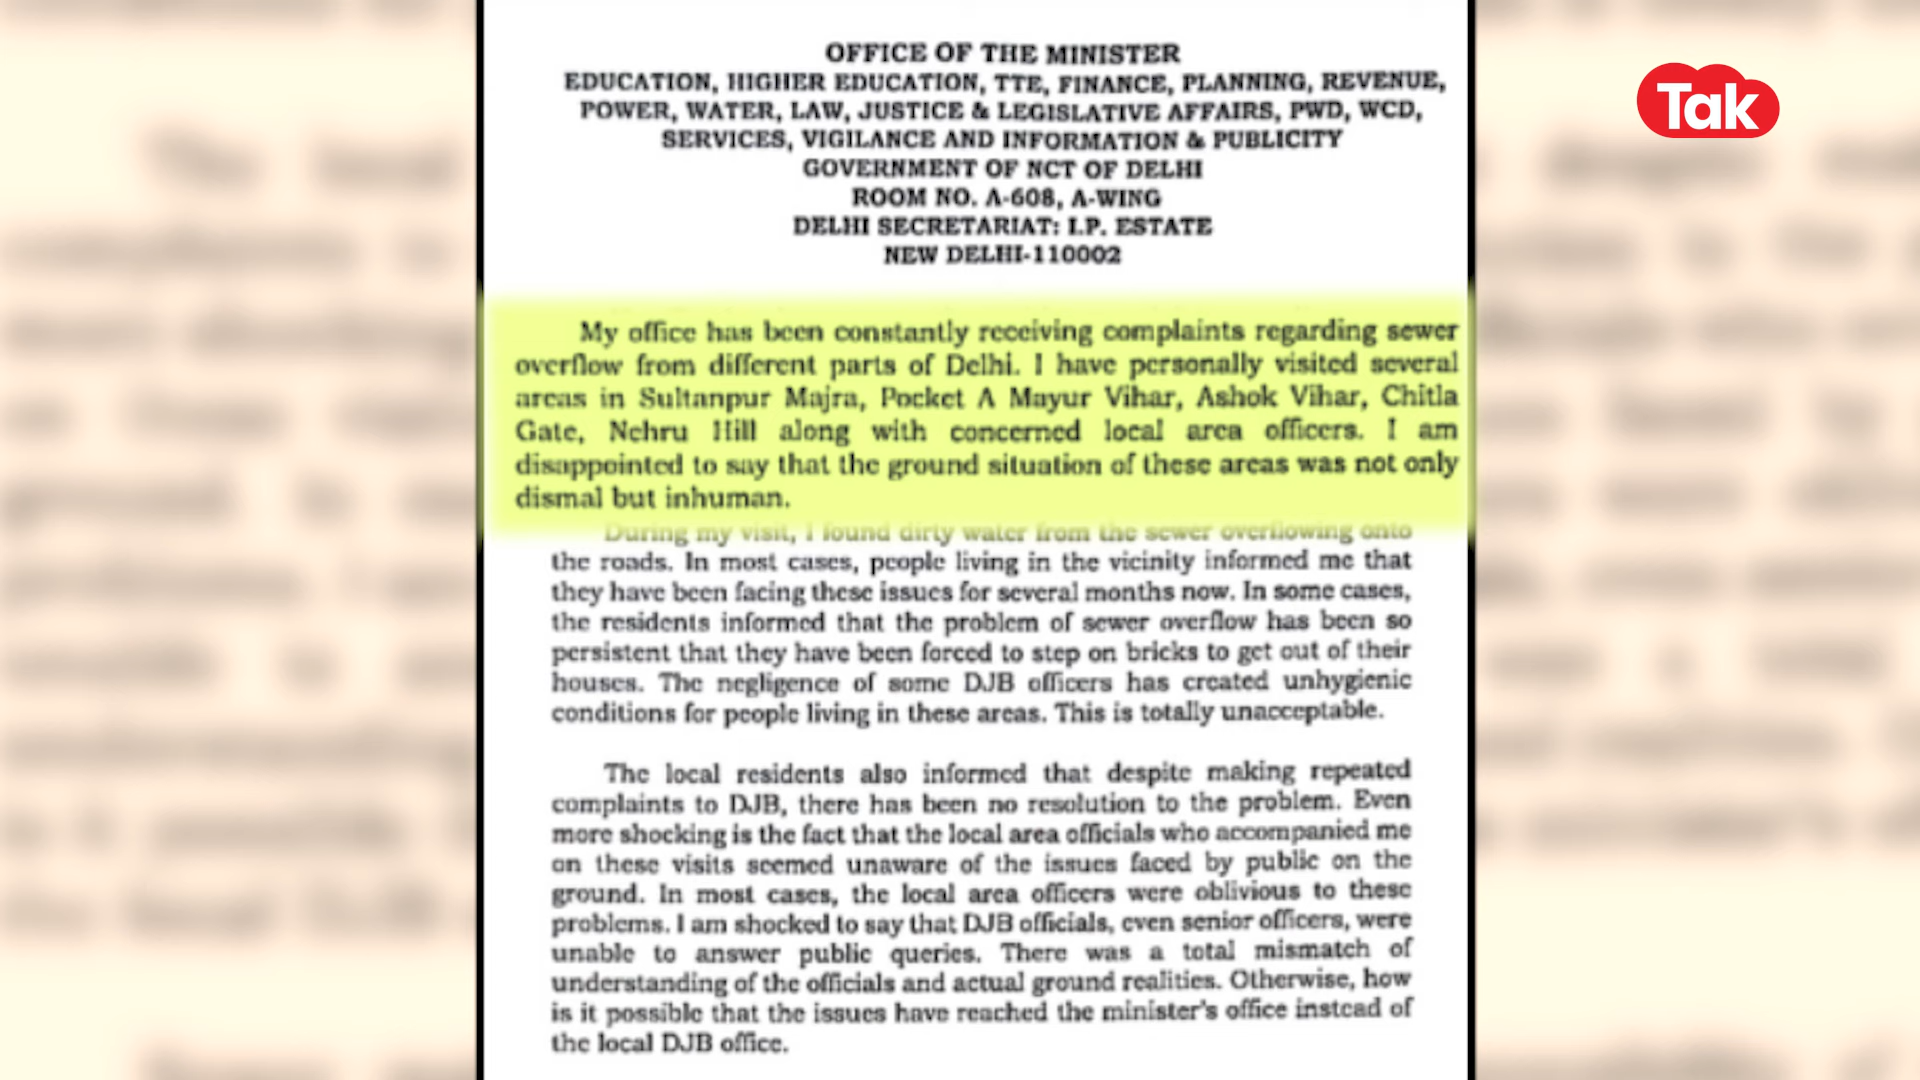 OFFICE OF THE MINISTER
EDUCATION, HIGHER EDUCATION, TTE, FINANCE, PLANNING, REVENUE,
POWER, WATER, LAW, JUSTICE & LEGISLATIVE AFFAIRS, PWD, WCD,
SERVICES, VIGILANCE AND INFORMATION & PUBLICITY
GOVERNMENT OF NCT OF DELHI
ROOM NO. A-608, A-WING
DELHI SECRETARIAT: I.P. ESTATE
NEW DELHI-110002
Tak
My office has been constantly receiving complaints regarding sewer
overflow from different parts of Delhi. I have personally visited several
areas in Sultanpur Majra, Pocket A Mayur Vihar, Ashok Vihar, Chitla
Gate, Nehru Hill along with concerned local area officers. I am
disappointed to say that the ground situation of these areas was not only
dismal but inhuman.
During my visit, I found dirty water from the sewer overflowing onto
the roads. In most cases, people living in the vicinity informed me that
they have been facing these issues for several months now. In some cases,
the residents informed that the problem of sewer overflow has been so
persistent that they have been forced to step on bricks to get out of their
houses. The negligence of some DJB officers has created unhygienic
conditions for people living in these areas. This is totally unacceptable.
The local residents also informed that despite making repeated
complaints to DJB, there has been no resolution to the problem. Even
more shocking is the fact that the local area officials who accompanied me
on these visits seemed unaware of the issues faced by public on the
ground. In most cases, the local area officers were oblivious to these
problems. I am shocked to say that DJB officials, even senior officers, were
unable to answer public queries. There was a total mismatch of
understanding of the officials and actual ground realities. Otherwise, how
is it possible that the issues have reached the minister's office instead of
the local DJB office.